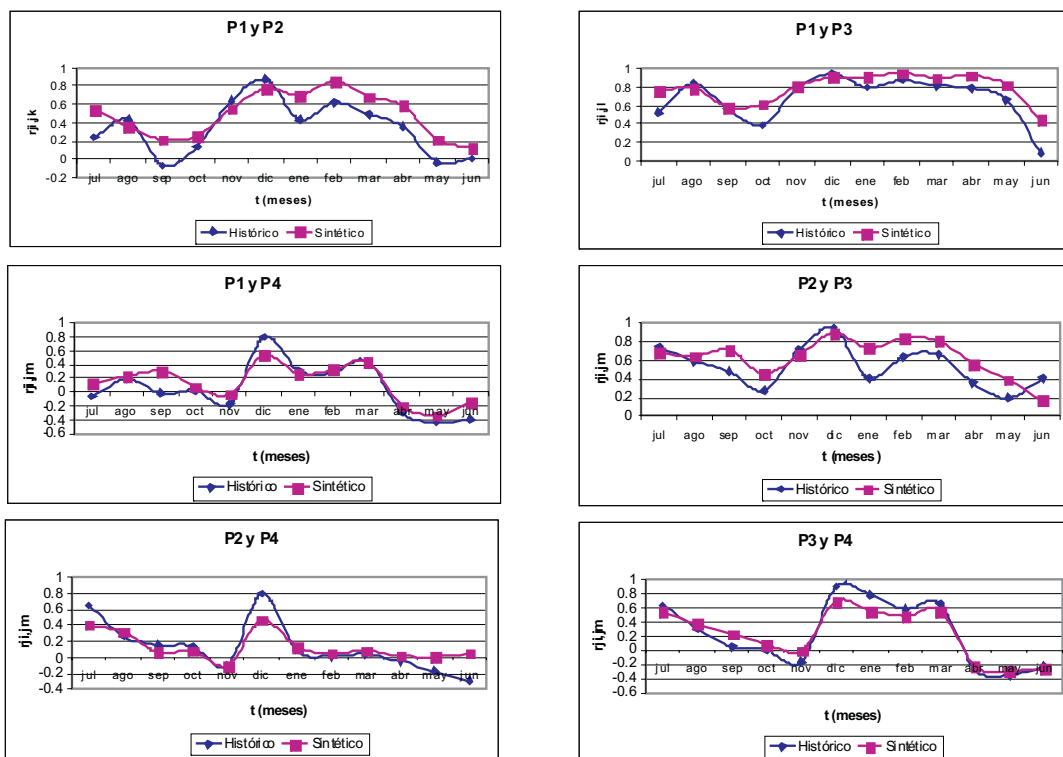 P1 y P2
1
0.8
0.6
0.4
0.2
0
-0.2
rji,j,k
jul ago sep oct nov dic ene feb mar abr may jun
t (meses)
Histórico Sintético
P1 y P3
1
0.8
0.6
0.4
0.2
0
rji,j,l
jul ago sep oct nov dic ene feb mar abr may jun
t (meses)
Histórico Sintético
P1 y P4
1
0.8
0.6
0.4
0.2
0
-0.2
-0.4
-0.6
rji,jm
jul ago sep oct nov dic ene feb mar abr may jun
t (meses)
Histórico Sintético
P2 y P3
1
0.8
0.6
0.4
0.2
0
rji,jm
jul ago sep oct nov dic ene feb mar abr may jun
t (meses)
Histórico Sintético
P2 y P4
1
0.8
0.6
0.4
0.2
0
-0.2
-0.4
rji,jm
jul ago sep oct nov dic ene feb mar abr may jun
t (meses)
Histórico Sintético
P3 y P4
1
0.8
0.6
0.4
0.2
0
-0.2
-0.4
-0.6
rji,jm
jul ago sep oct nov dic ene feb mar abr may jun
t (meses)
Histórico Sintético